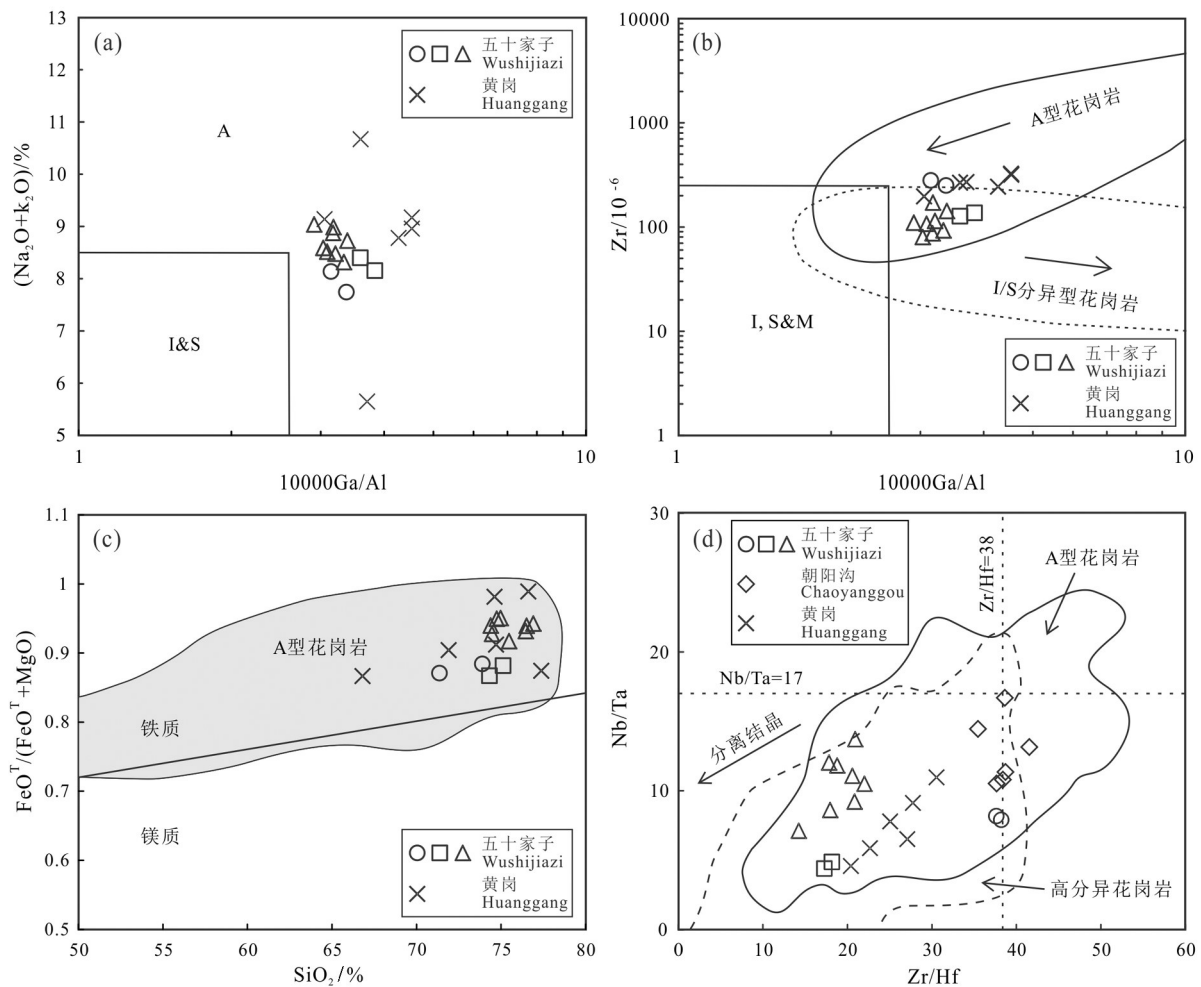 (a)
13
12
11
10
9
8
7
6
5
(Na₂O+k₂O)/%
A
I&S
五十家子
Wushijiazi
黄岗
Huanggang
1
10
10000Ga/Al
(b)
10000
1000
100
10
1
Zr/10⁻⁶
A型花岗岩
I/S分异型花岗岩
I, S&M
五十家子
Wushijiazi
黄岗
Huanggang
1
10
10000Ga/Al
(c)
1.1
1
0.9
0.8
0.7
0.6
0.5
FeOᵀ/(FeOᵀ+MgO)
A型花岗岩
铁质
镁质
五十家子
Wushijiazi
黄岗
Huanggang
50
55
60
65
70
75
80
SiO₂/%
(d)
30
20
10
0
Nb/Ta
五十家子
Wushijiazi
朝阳沟
Chaoyanggou
黄岗
Huanggang
Zr/Hf=38
A型花岗岩
Nb/Ta=17
分离结晶
高分异花岗岩
0
10
20
30
40
50
60
Zr/Hf